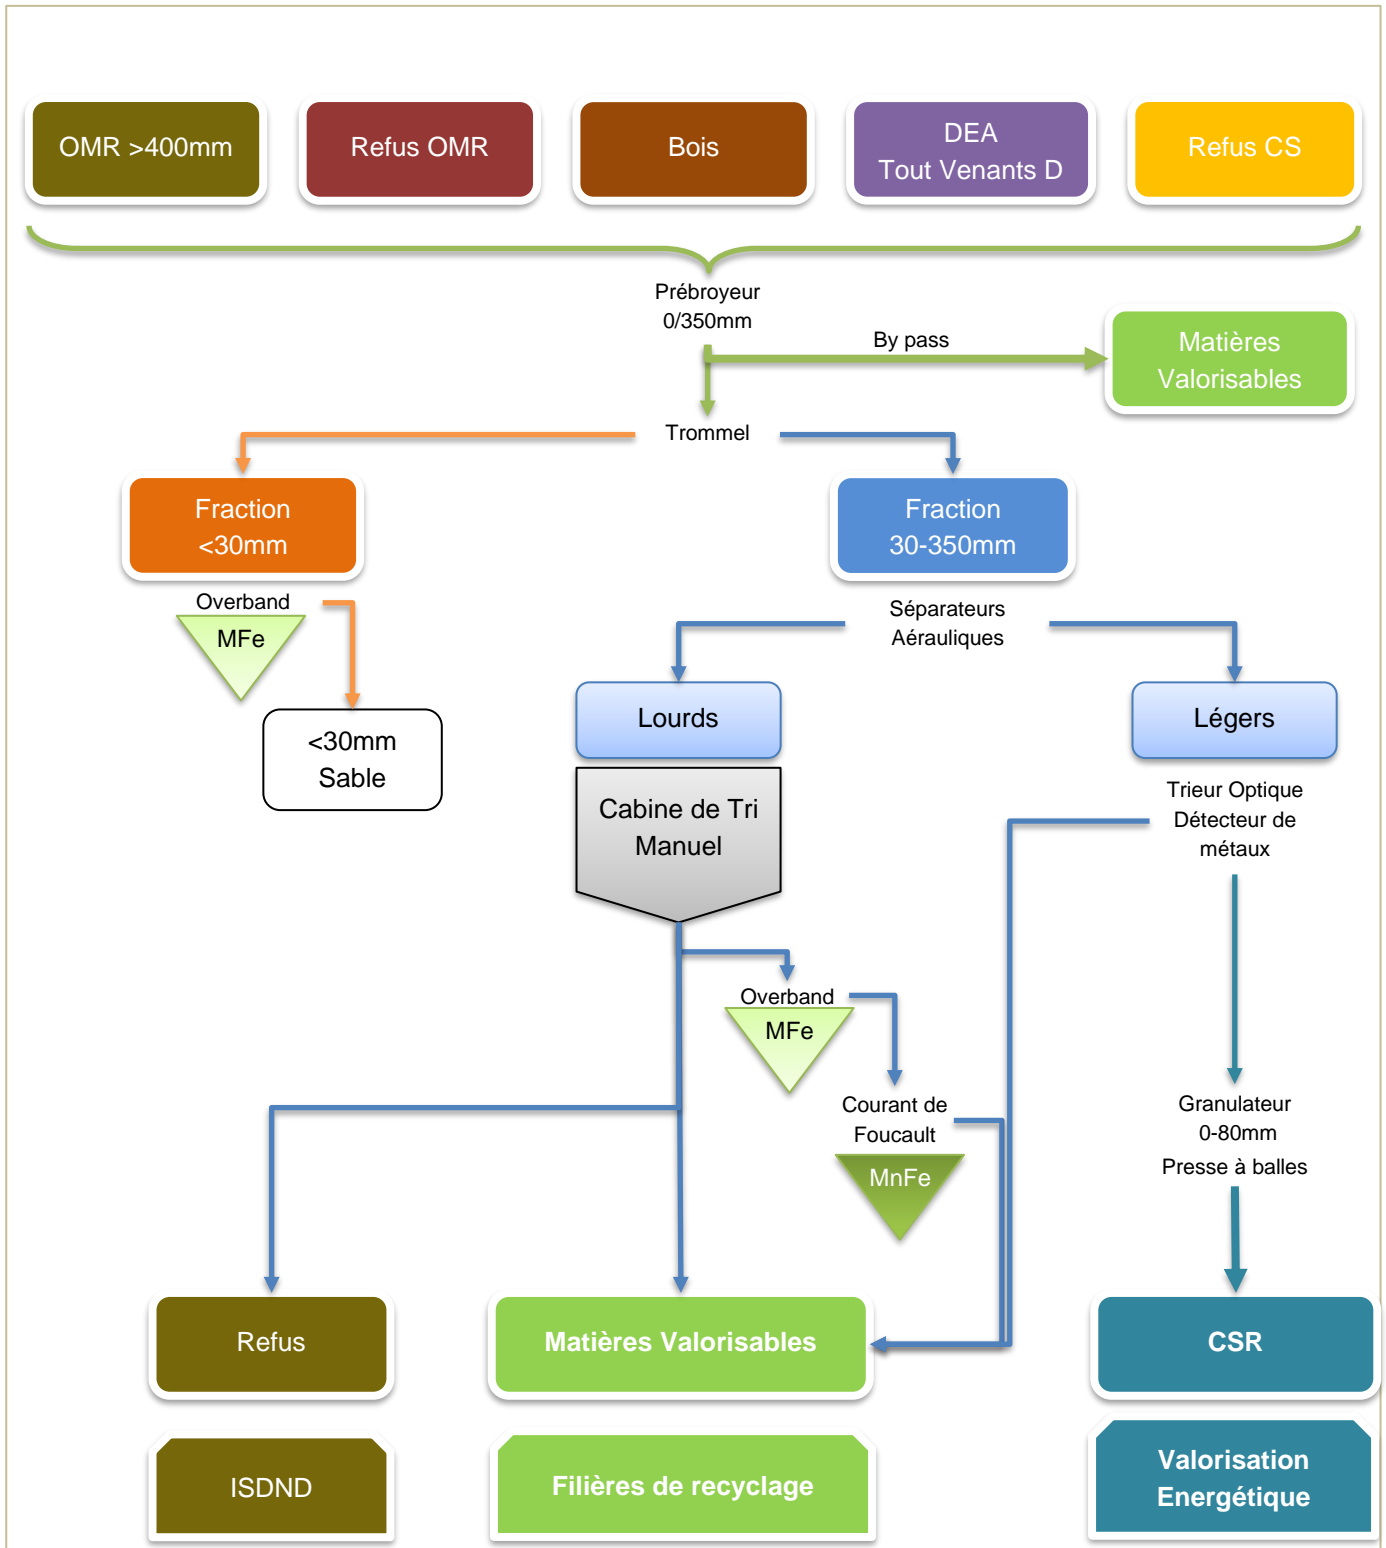 OMR >400mm
Refus OMR
Bois
DEA
Tout Venants D
Refus CS
Prébroyeur
0/350mm
By pass
Matières
Valorisables
Trommel
Fraction
<30mm
Fraction
30-350mm
Overband
MFe
Séparateurs
Aérauliques
<30mm
Sable
Lourds
Légers
Cabine de Tri
Manuel
Trieur Optique
Détecteur de
métaux
Overband
MFe
Courant de
Foucault
MnFe
Granulateur
0-80mm
Presse à balles
Refus
Matières Valorisables
CSR
ISDND
Filières de recyclage
Valorisation
Energétique